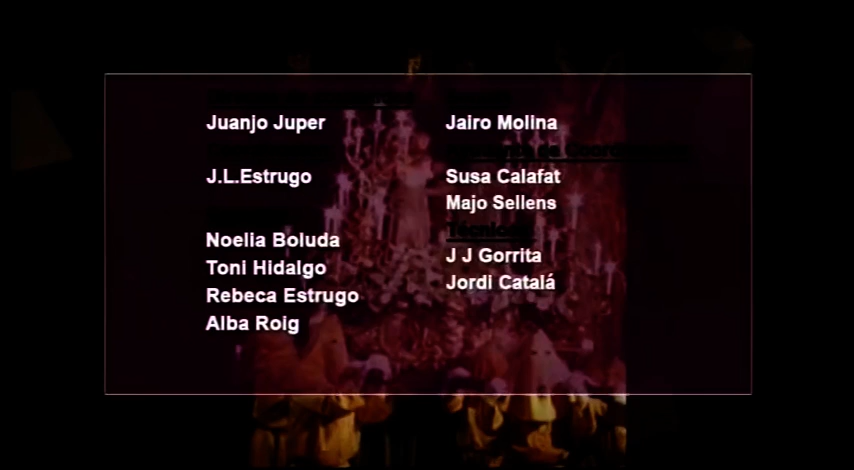 Juanjo Juper
J.L.Estrugo
Noelia Boluda
Toni Hidalgo
Rebeca Estrugo
Alba Roig
Jairo Molina
Susa Calafat
Majo Sellens
J J Gorrita
Jordi Catalá